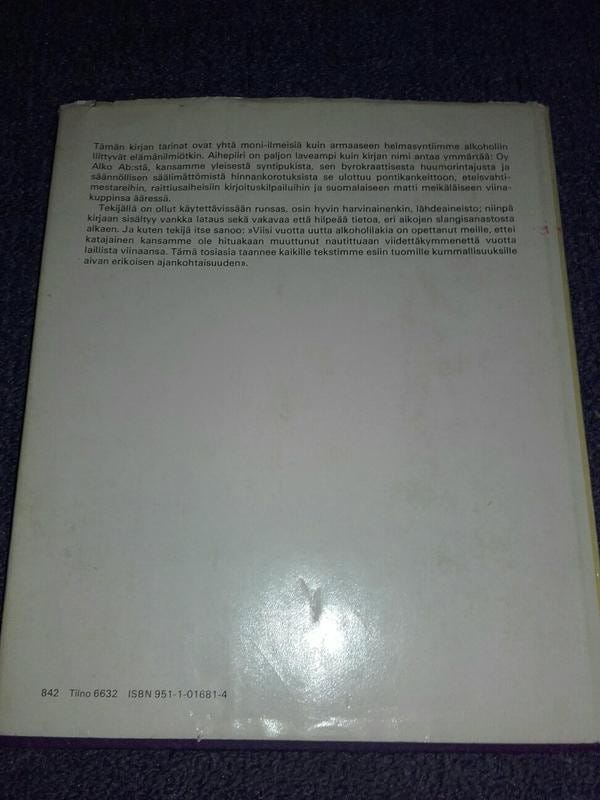 Tämän kirjan tarinat ovat yhtä moni-ilmeisiä kuin armaaseen helmasyntiimme alkoholiin
liittyvät elämänilmiötkin. Aihepiiri on paljon laveampi kuin kirjan nimi antaa ymmärtää: Oy
Alko Ab:stä, kansamme yleisestä syntipukista, sen byrokraattisesta huumorintajusta ja
säännöllisen säälimättömistä hinnankorotuksista se ulottuu pontikankeittoon, eteisvahti-
mestareihin, raittiusaiheisiin kirjoituskilpailuihin ja suomalaiseen matti meikäläiseen viina-
kuppinsa ääressä.
Tekijällä on ollut käytettävissään runsas, osin hyvin harvinainenkin, lähdeaineisto; niinpä
kirjaan sisältyy vankka lataus sekä vakavaa että hilpeää tietoa, eri aikojen slangisanastosta
alkaen. Ja kuten tekijä itse sanoo: »Viisi vuotta uutta alkoholilakia on opettanut meille, ettei
katajainen kansamme ole hituakaan muuttunut nautittuaan viidettäkymmenettä vuotta
laillista viinaansa. Tämä tosiasia taannee kaikille tekstimme esiin tuomille kummallisuuksille
aivan erikoisen ajankohtaisuuden».
842 Tilno 6632 ISBN 951-1-01681-4